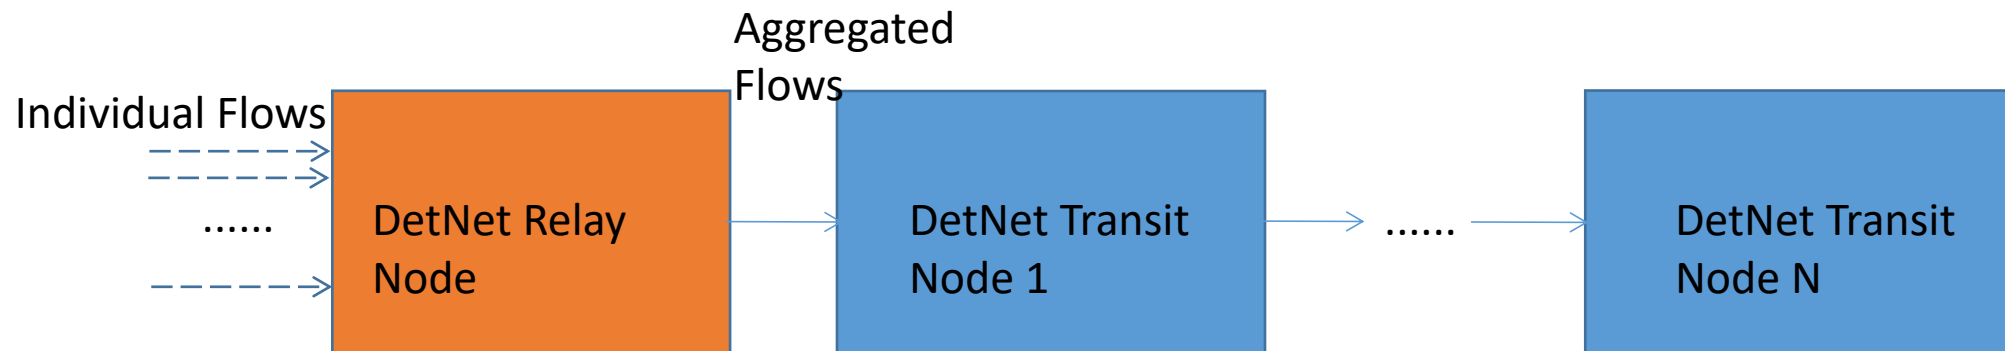 Aggregated
Flows
Individual Flows
......
DetNet Relay
Node
DetNet Transit
Node 1
......
DetNet Transit
Node N